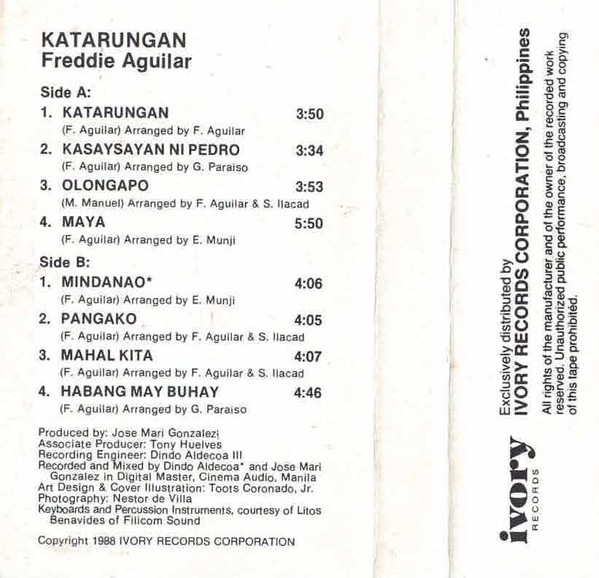 KATARUNGAN
Freddie Aguilar
Side A:
1. KATARUNGAN 3:50
(F. Aguilar) Arranged by F. Aguilar
2. KASAYSAYAN NI PEDRO 3:34
(F. Aguilar) Arranged by G. Paraiso
3. OLONGAPO 3:53
(M. Manuel) Arranged by F. Aguilar & S. Ilacad
4. MAYA 5:50
(F. Aguilar) Arranged by E. Munji
Side B:
1. MINDANAO* 4:06
(F. Aguilar) Arranged by E. Munji
2. PANGAKO 4:05
(F. Aguilar) Arranged by F. Aguilar & S. Ilacad
3. MAHAL KITA 4:07
(F. Aguilar) Arranged by F. Aguilar & S. Ilacad
4. HABANG MAY BUHAY 4:46
(F. Aguilar) Arranged by G. Paraiso
Produced by: Jose Mari Gonzalez
Associate Producer: Tony Huelves
Recording Engineer: Dindo Aldecoa III
Recorded and Mixed by Dindo Aldecoa* and Jose Mari
Gonzalez in Digital Master, Cinema Audio, Manila
Art Design & Cover Illustration: Toots Coronado, Jr.
Photography: Nestor de Villa
Keyboards and Percussion Instruments, courtesy of Litos
Benavides of Filicom Sound
Copyright 1988 IVORY RECORDS CORPORATION
ivory
RECORDS
Exclusively distributed by
IVORY RECORDS CORPORATION, Philippines
All rights of the manufacturer and of the owner of the recorded work
reserved. Unauthorized public performance, broadcasting and copying
of this tape prohibited.